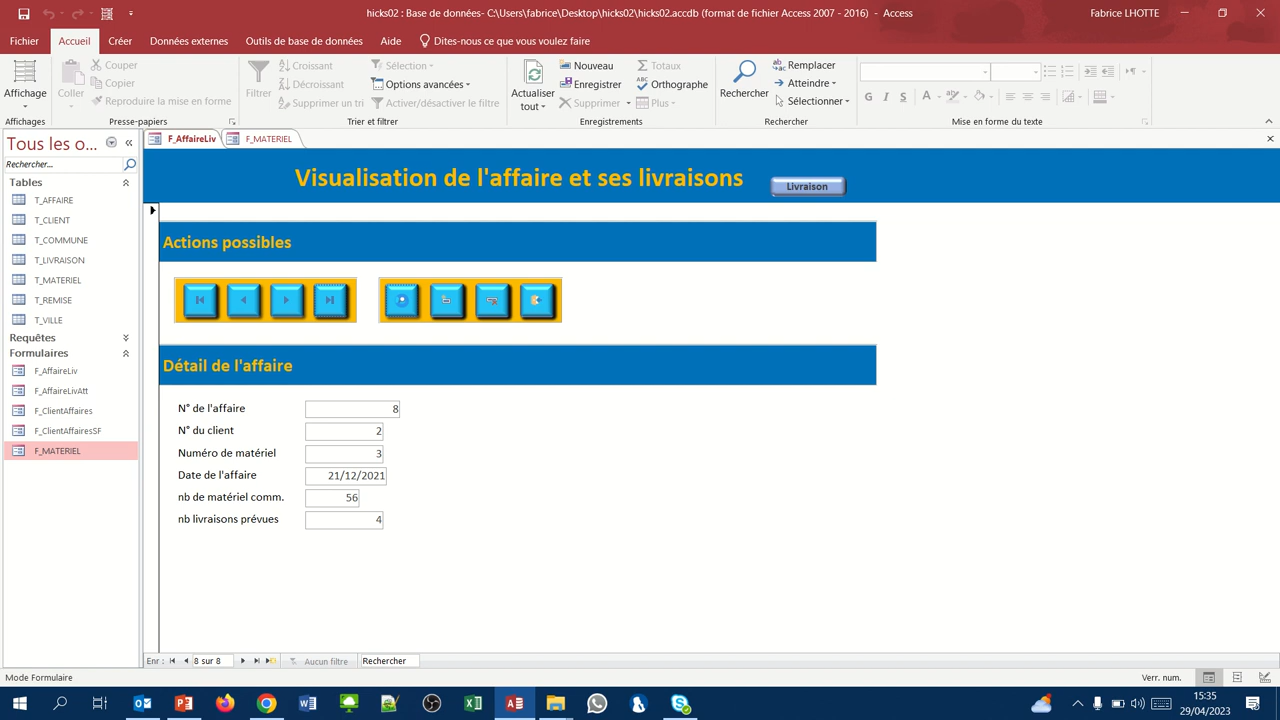 hicks02 : Base de données- C:\Users\fabrice\Desktop\hicks02\hicks02.accdb (format de fichier Access 2007 - 2016) - Access
Fabrice LHOTTE
Fichier Accueil Créer Données externes Outils de base de données Aide Dites-nous ce que vous voulez faire
Affichage
Coller
Couper
Copier
Reproduire la mise en forme
Filtrer
Croissant
Décroissant
Supprimer un tri
Sélection
Options avancées
Activer/désactiver le filtre
Actualiser
tout
Nouveau
Enregistrer
Supprimer
Totaux
Orthographe
Plus
Rechercher
Remplacer
Atteindre
Sélectionner
G I S A
Affichages Presse-papiers Trier et filtrer Enregistrements Rechercher Mise en forme du texte
Tous les o...
Rechercher...
Tables
T_AFFAIRE
T_CLIENT
T_COMMUNE
T_LIVRAISON
T_MATERIEL
T_REMISE
T_VILLE
Requêtes
Formulaires
F_AffaireLiv
F_AffaireLivAtt
F_ClientAffaires
F_ClientAffairesSF
F_MATERIEL
F_AffaireLiv F_MATERIEL
Visualisation de l'affaire et ses livraisons
Livraison
Actions possibles
Détail de l'affaire
N° de l'affaire 8
N° du client 2
Numéro de matériel 3
Date de l'affaire 21/12/2021
nb de matériel comm. 56
nb livraisons prévues 4
Enr : 8 sur 8 Aucun filtre Rechercher
Mode Formulaire
Verr. num.
15:35
29/04/2023